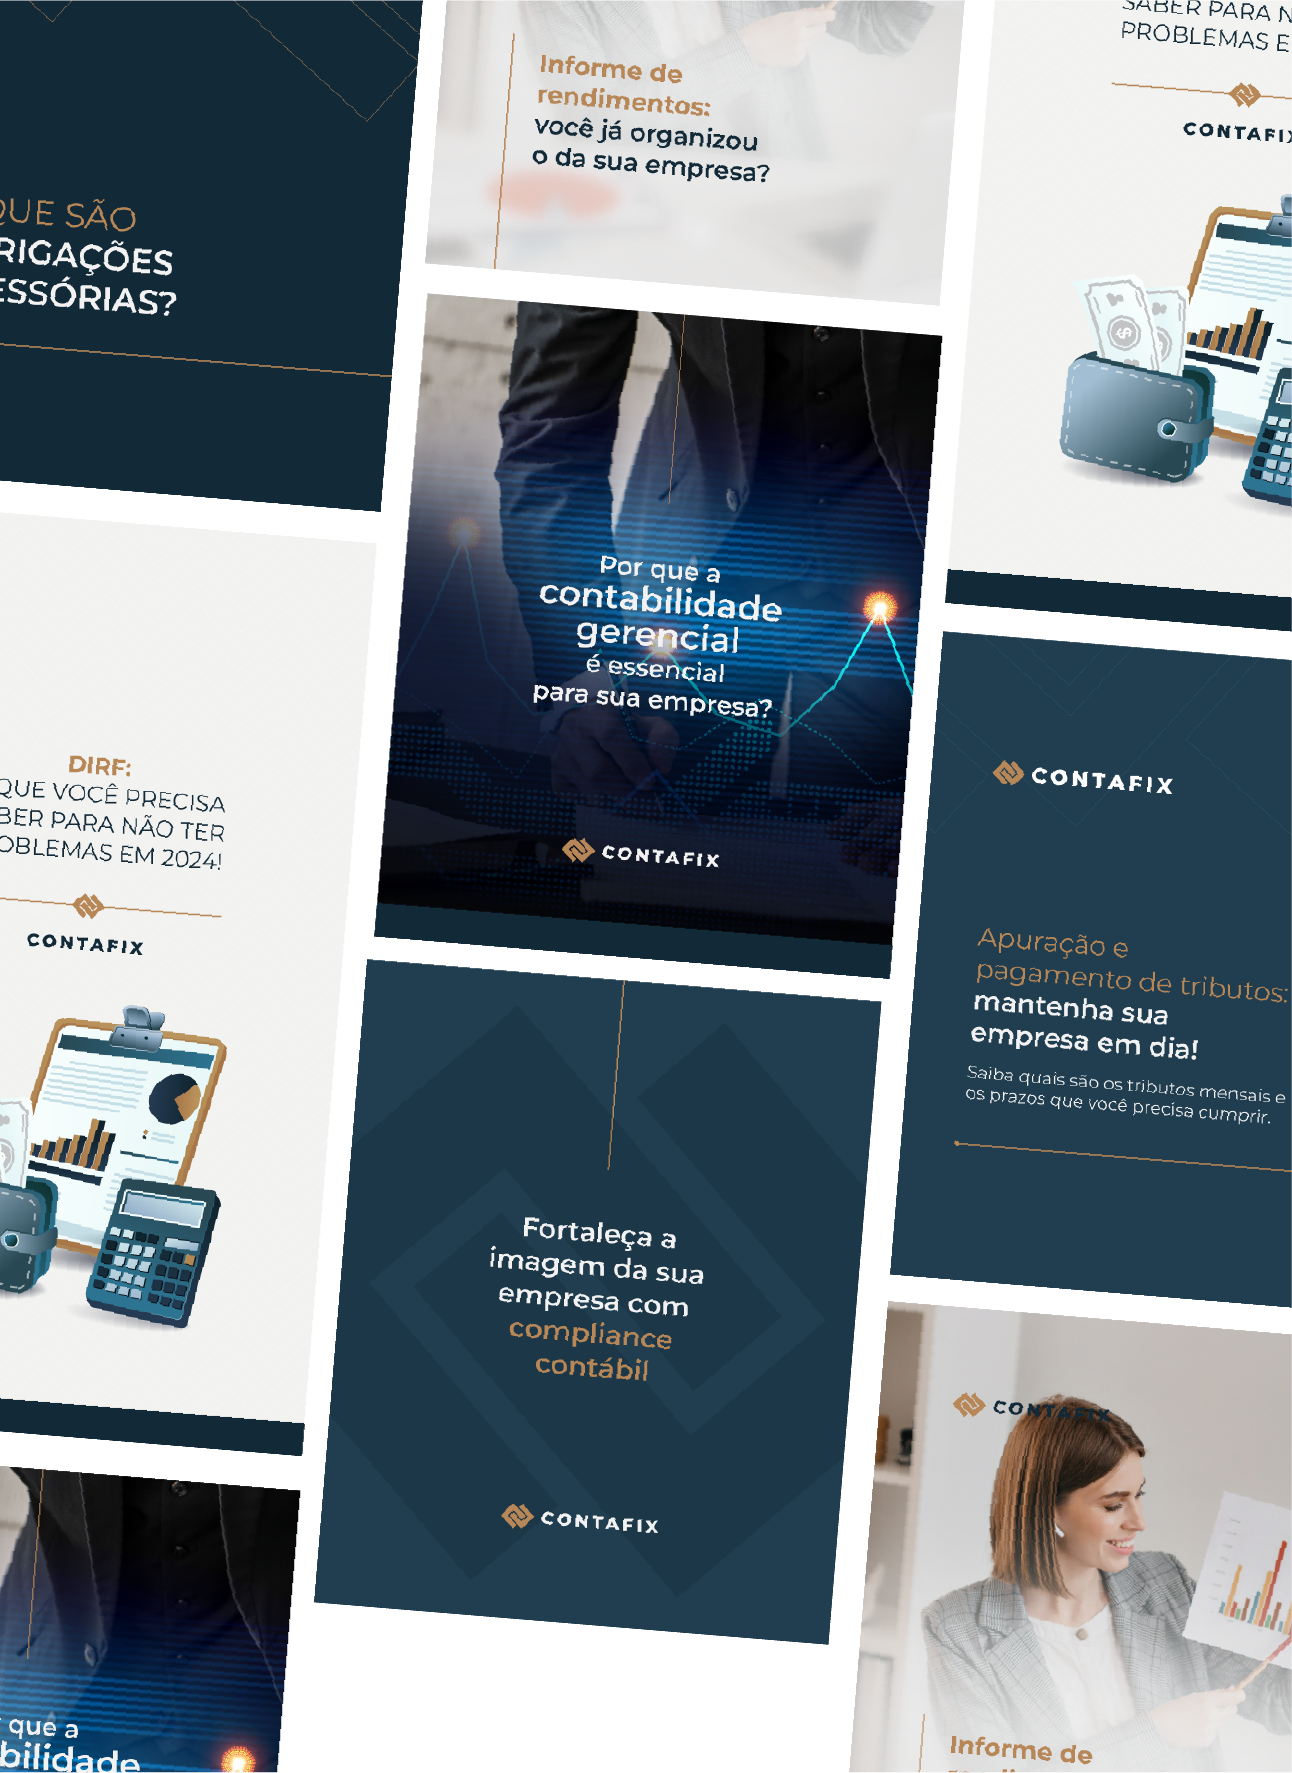 QUE SÃO
RIGAÇÕES
ESSÓRIAS?
DIRF:
QUE VOCÊ PRECISA
BER PARA NÃO TER
OBLEMAS EM 2024!
CONTAFIX
que a
bilidade
Informe de
rendimentos:
você já organizou
o da sua empresa?
Por que a
contabilidade
gerencial
é essencial
para sua empresa?
CONTAFIX
Fortaleça a
imagem da sua
empresa com
compliance
contábil
CONTAFIX
SABER PARA N
PROBLEMAS E
CONTAFIX
CONTAFIX
Apuração e
pagamento de tributos:
mantenha sua
empresa em dia!
Saiba quais são os tributos mensais e
os prazos que você precisa cumprir.
CONTAFIX
Informe de